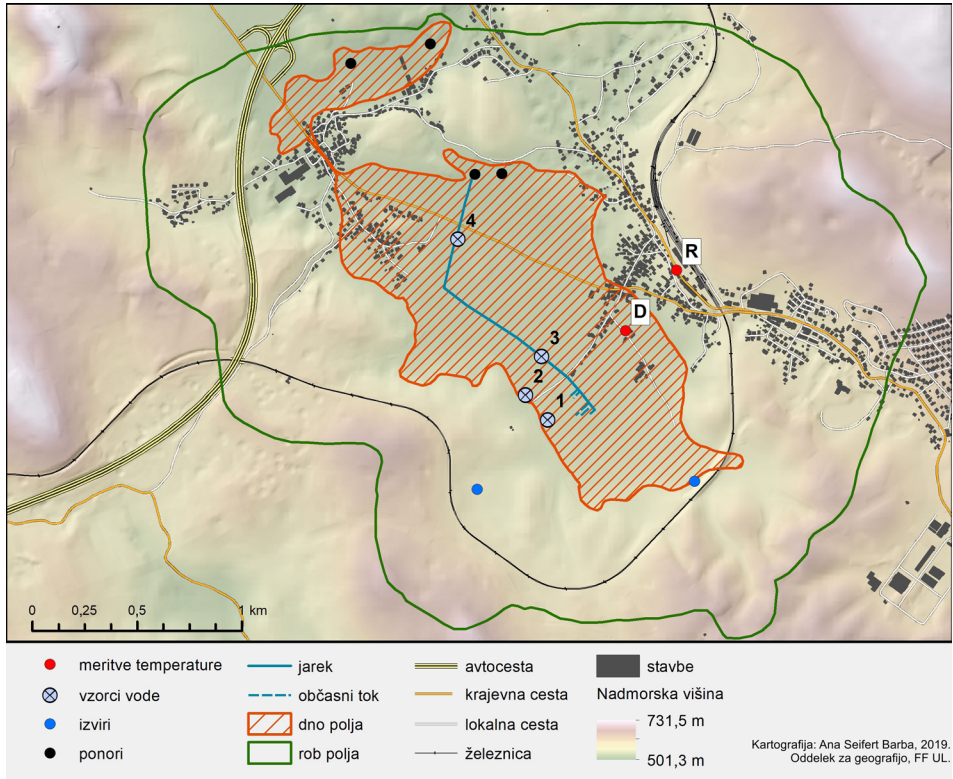 R
4
D
3
2
1
0 0,25 0,5 1 km
meritve temperature
vzorci vode
izviri
ponori
jarek
občasni tok
dno polja
rob polja
avtocesta
krajevna cesta
lokalna cesta
železnica
stavbe
Nadmorska višina
731,5 m
501,3 m
Kartografija: Ana Seifert Barba, 2019.
Oddelek za geografijo, FF UL.